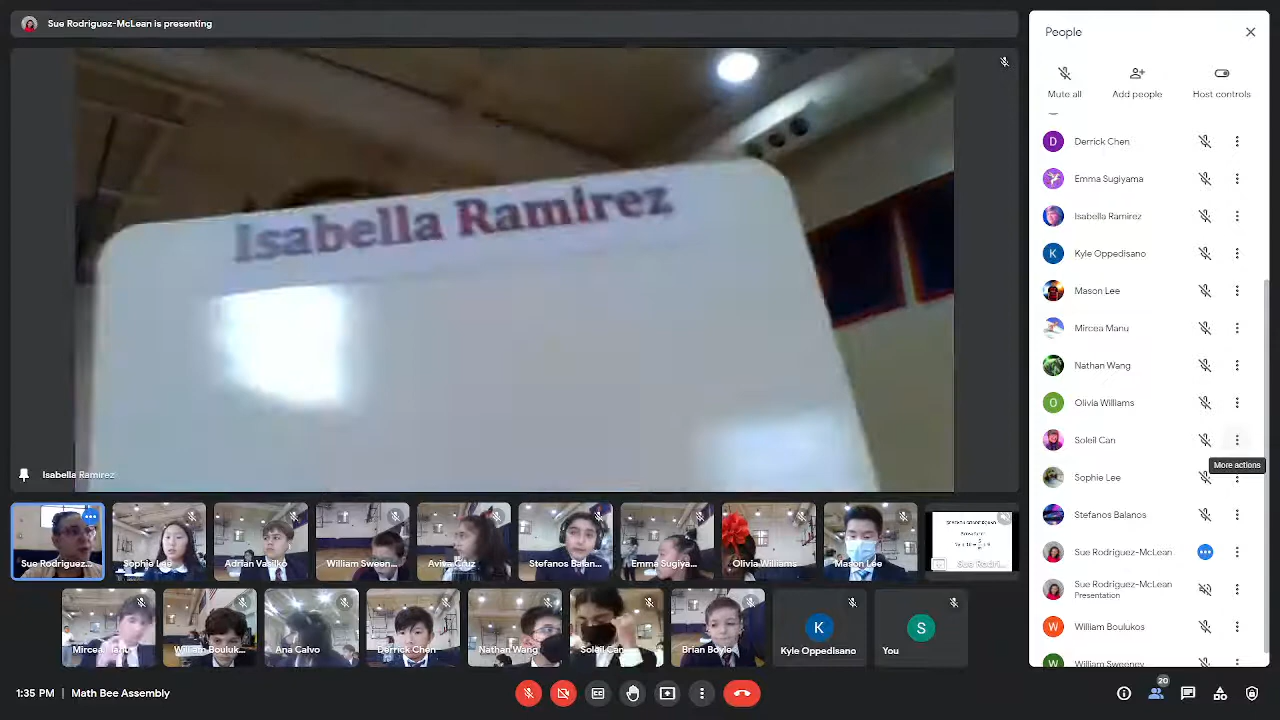 Sue Rodriguez-McLean is presenting
Isabella Ramirez
Isabella Ramirez
Sue Rodriguez...
Sophie Lee
Adrian Vasilko
William Sween...
Aviva Cruz
Stefanos Balan...
Emma Sugiya...
Olivia Williams
Mason Lee
Sue Rodri...
William Bouluk...
Ana Calvo
Derrick Chen
Nathan Wang
Soleil Can
Brian Boyle
K
Kyle Oppedisano
S
You
1:35 PM | Math Bee Assembly
People
Mute all
Add people
Host controls
D Derrick Chen
Emma Sugiyama
Isabella Ramirez
K Kyle Oppedisano
Mason Lee
Mircea Manu
Nathan Wang
O Olivia Williams
Soleil Can
More actions
Sophie Lee
Stefanos Balanos
Sue Rodriguez-McLean
Sue Rodriguez-McLean
Presentation
W William Boulukos
William Sweeney
20